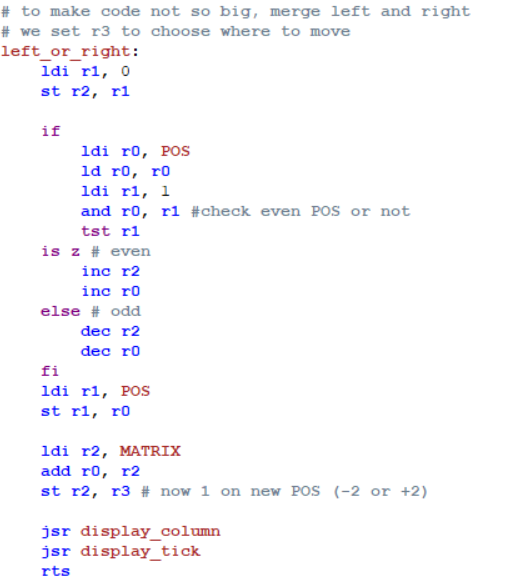 # to make code not so big, merge left and right
# we set r3 to choose where to move
left_or_right:
ldi r1, 0
st r2, r1
if
ldi r0, POS
ld r0, r0
ldi r1, 1
and r0, r1 #check even POS or not
tst r1
is z # even
inc r2
inc r0
else # odd
dec r2
dec r0
fi
ldi r1, POS
st r1, r0
ldi r2, MATRIX
add r0, r2
st r2, r3 # now 1 on new POS (-2 or +2)
jsr display_column
jsr display_tick
rts